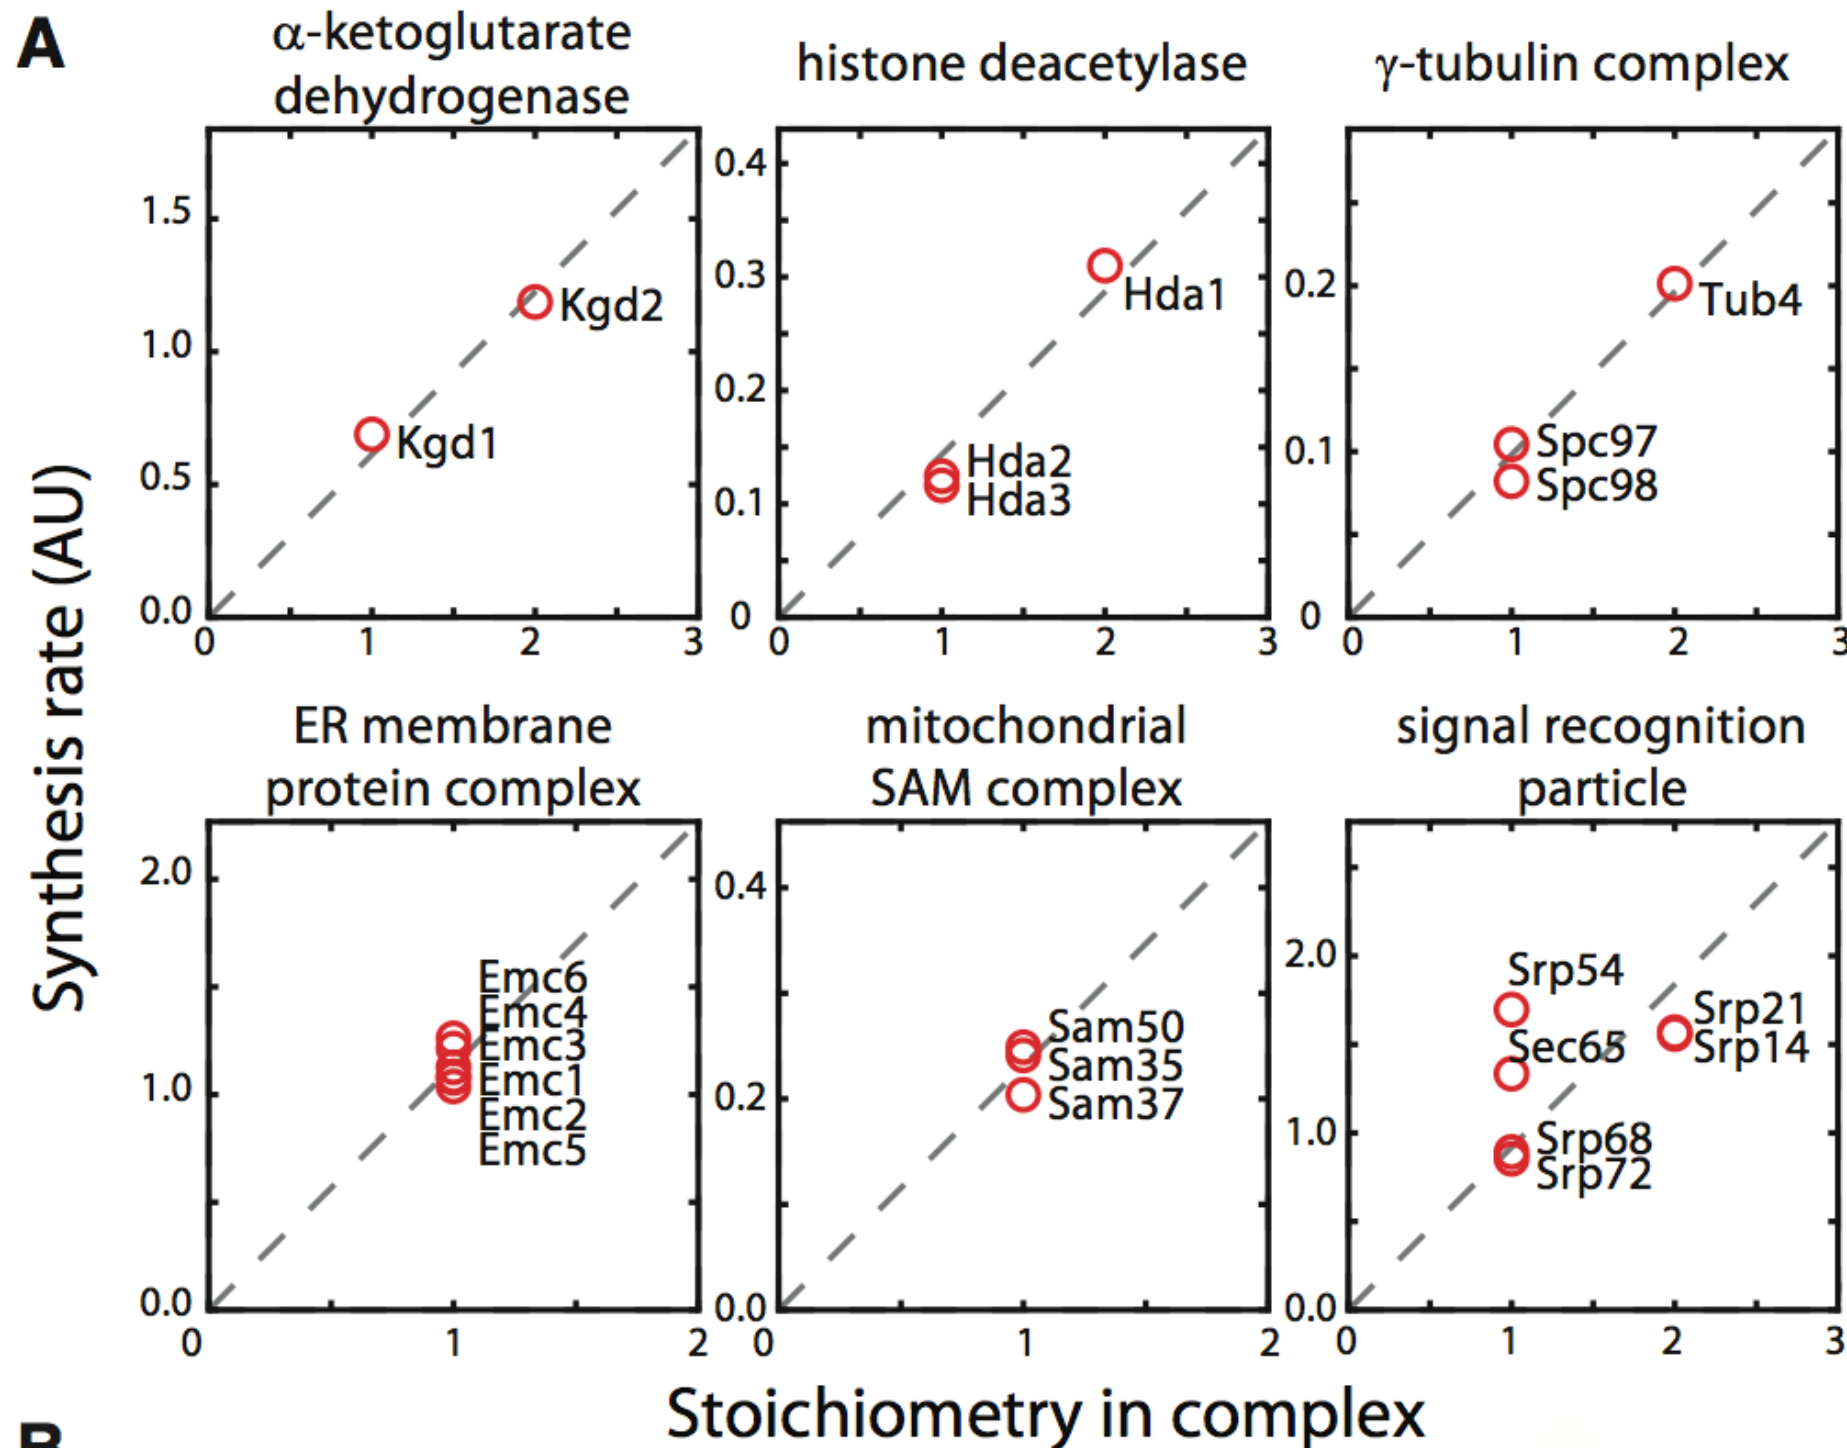 A
α-ketoglutarate
dehydrogenase
histone deacetylase
γ-tubulin complex
Synthesis rate (AU)
1.5
1.0
0.5
0.0
0 1 2 3
Kgd2
Kgd1
0.4
0.3
0.2
0.1
0
0 1 2 3
Hda1
Hda2
Hda3
0.2
0.1
0
0 1 2 3
Tub4
Spc97
Spc98
ER membrane
protein complex
mitochondrial
SAM complex
signal recognition
particle
2.0
1.0
0.0
0 1 2
Emc6
Emc4
Emc3
Emc1
Emc2
Emc5
0.4
0.2
0.0
0 1 2
Sam50
Sam35
Sam37
2.0
1.0
0.0
0 1 2 3
Srp54
Sec65
Srp21
Srp14
Srp68
Srp72
Stoichiometry in complex
B